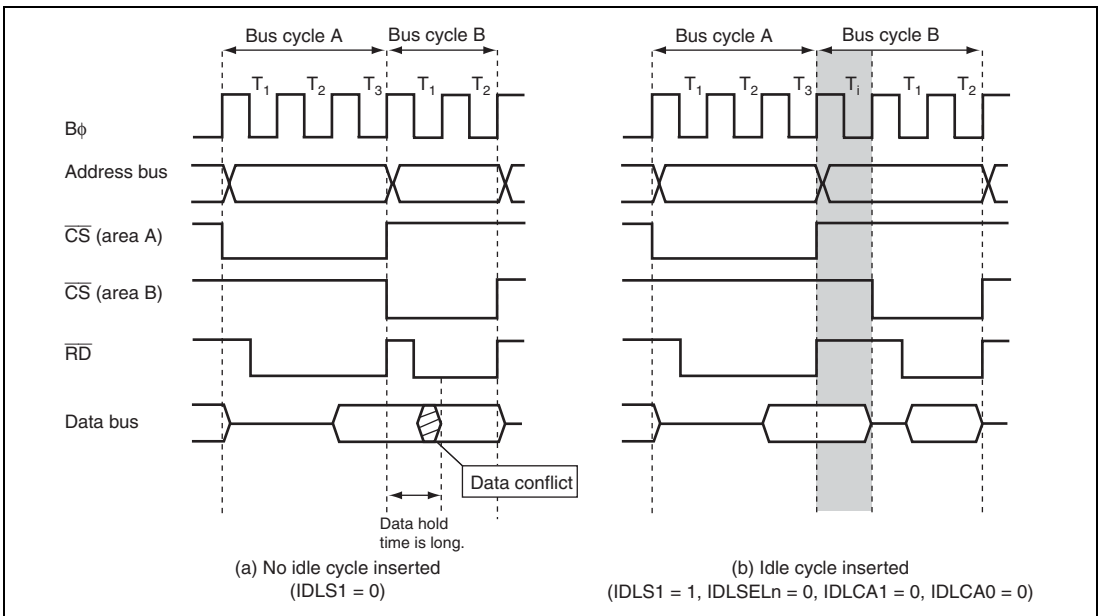 Bus cycle A Bus cycle B Bus cycle A Bus cycle B
T1 T2 T3 T1 T2 T1 T2 T3 Ti T1 T2
Bϕ
Address bus
CS (area A)
CS (area B)
RD
Data bus
Data conflict
Data hold
time is long.
(a) No idle cycle inserted
(IDLS1 = 0)
(b) Idle cycle inserted
(IDLS1 = 1, IDLSELn = 0, IDLCA1 = 0, IDLCA0 = 0)